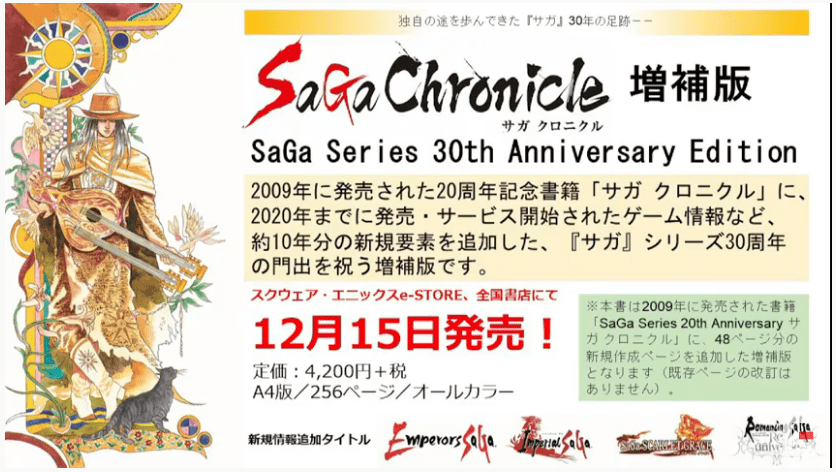 独自の途を歩んできた『サガ』30年の足跡ーー
SaGa Chronicle 増補版
サガ クロニクル
SaGa Series 30th Anniversary Edition
2009年に発売された20周年記念書籍「サガ クロニクル」に、
2020年までに発売・サービス開始されたゲーム情報など、
約10年分の新規要素を追加した、『サガ』シリーズ30周年
の門出を祝う増補版です。
スクウェア・エニックスe-STORE、全国書店にて
12月15日発売！
定価：4,200円＋税
A4版／256ページ／オールカラー
※本書は2009年に発売された書籍
「SaGa Series 20th Anniversary サ
ガ クロニクル」に、48ページ分の
新規作成ページを追加した増補版
となります（既存ページの改訂は
ありません）。
新規情報追加タイトル
Emperors SaGa
Imperial SaGa
SaGa SCARLET GRACE
Romancing SaGa